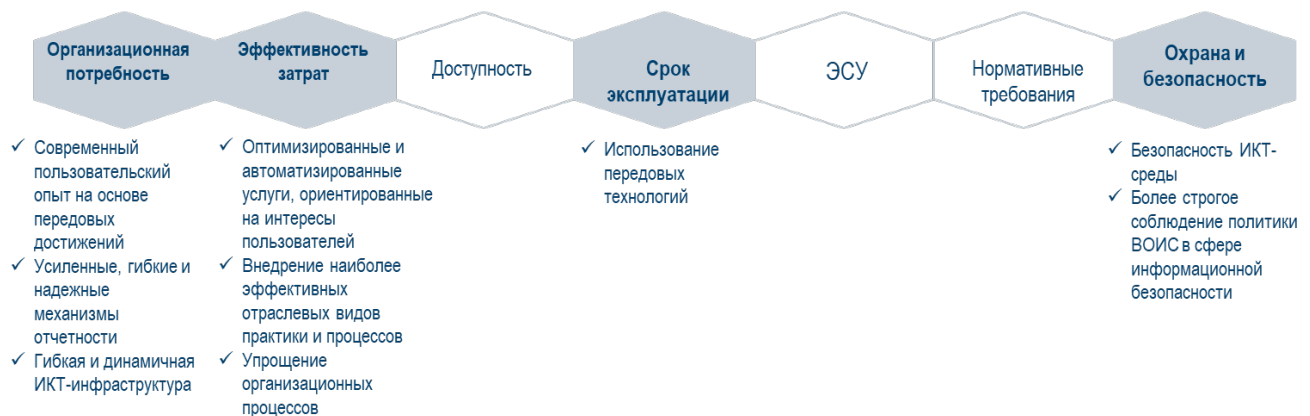 Организационная
потребность
Эффективность
затрат
Доступность
Срок
эксплуатации
ЭСУ
Нормативные
требования
Охрана и
безопасность
✓ Современный
пользовательский
опыт на основе
передовых
достижений
✓ Усиленные, гибкие и
надежные
механизмы
отчетности
✓ Гибкая и динамичная
ИКТ-инфраструктура
✓ Оптимизированные и
автоматизированные
услуги, ориентированные
на интересы
пользователей
✓ Внедрение наиболее
эффективных
отраслевых видов
практики и процессов
✓ Упрощение
организационных
процессов
✓ Использование
передовых
технологий
✓ Безопасность ИКТ-
среды
✓ Более строгое
соблюдение политики
ВОИС в сфере
информационной
безопасности